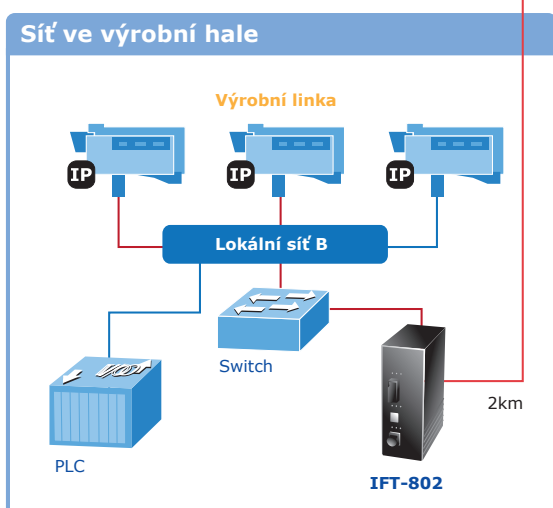 Síť ve výrobní hale
Výrobní linka
IP
IP
IP
Lokální síť B
Switch
2km
PLC
I/O
IFT-802